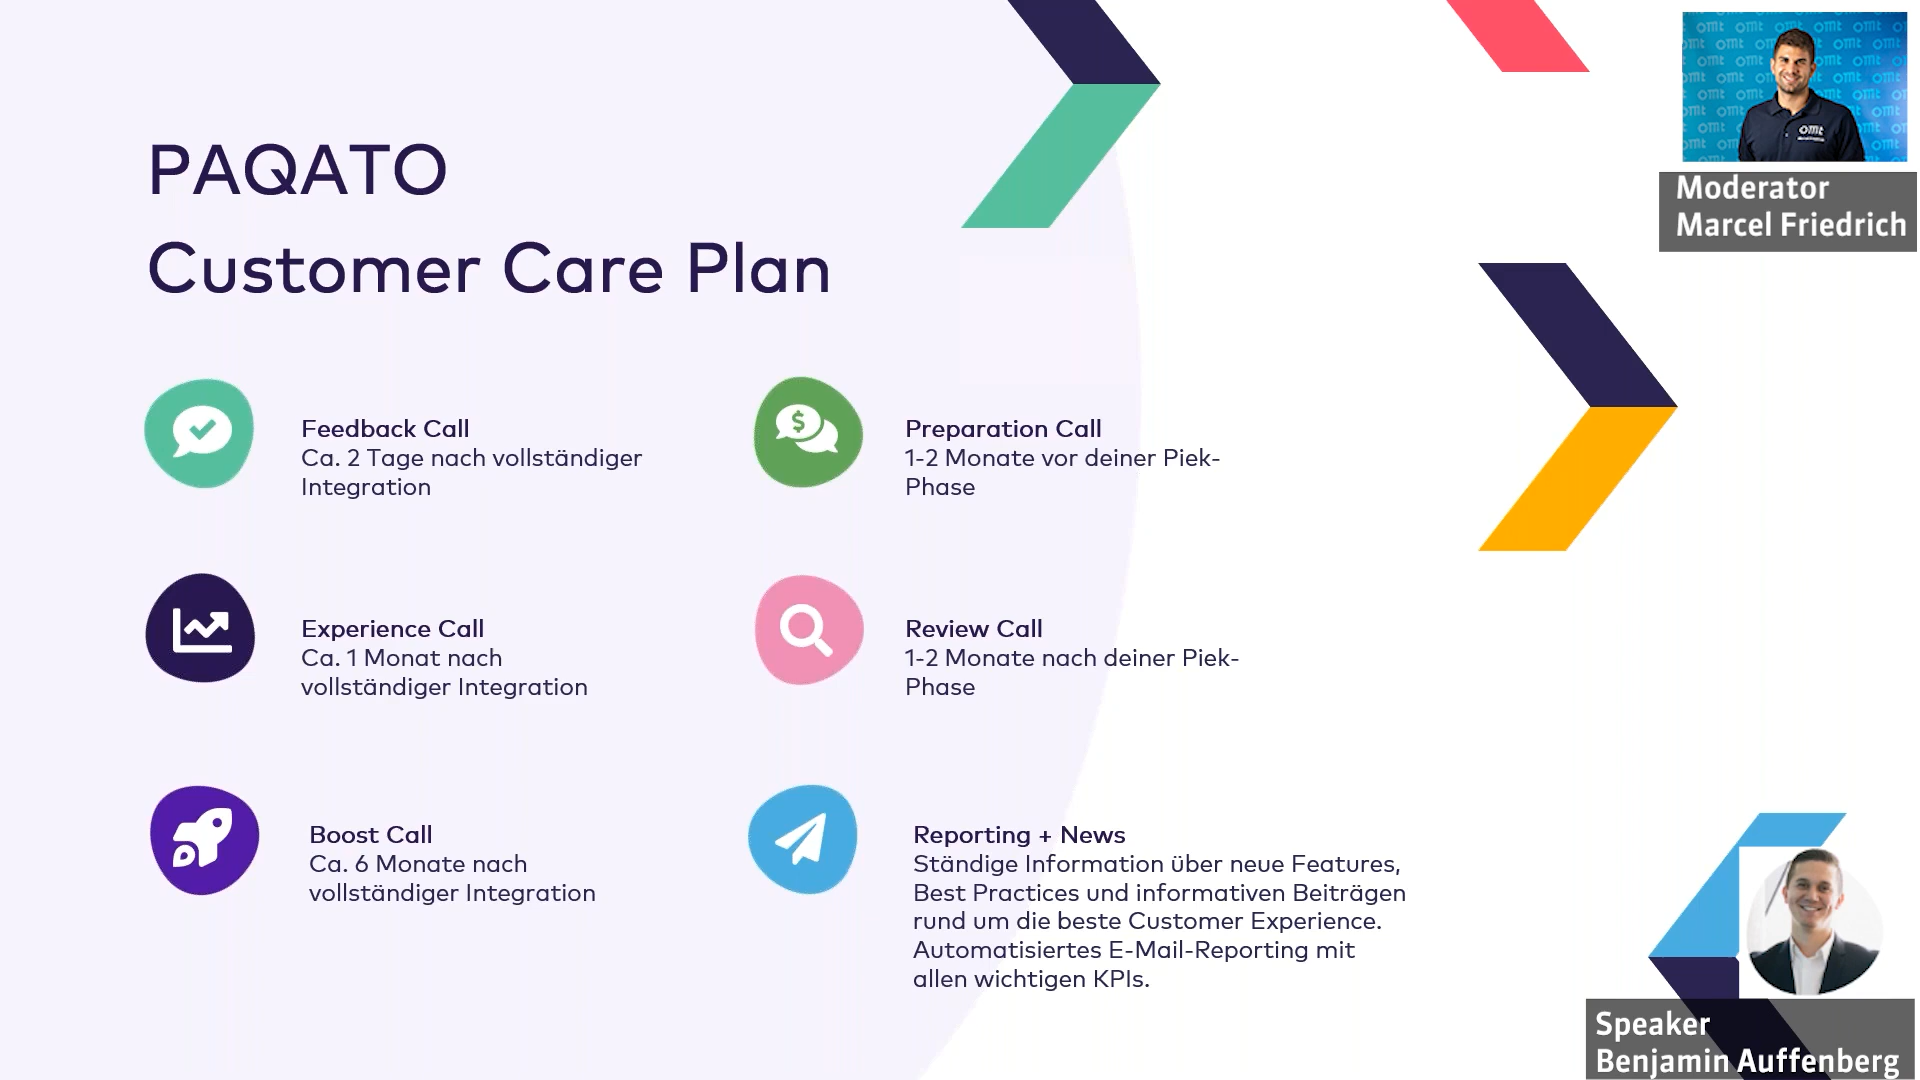 PAQATO
Customer Care Plan
Feedback Call
Ca. 2 Tage nach vollständiger
Integration
Preparation Call
1-2 Monate vor deiner Piek-
Phase
Experience Call
Ca. 1 Monat nach
vollständiger Integration
Review Call
1-2 Monate nach deiner Piek-
Phase
Boost Call
Ca. 6 Monate nach
vollständiger Integration
Reporting + News
Ständige Information über neue Features,
Best Practices und informativen Beiträgen
rund um die beste Customer Experience.
Automatisiertes E-Mail-Reporting mit
allen wichtigen KPIs.
omt
Moderator
Marcel Friedrich
Speaker
Benjamin Auffenberg